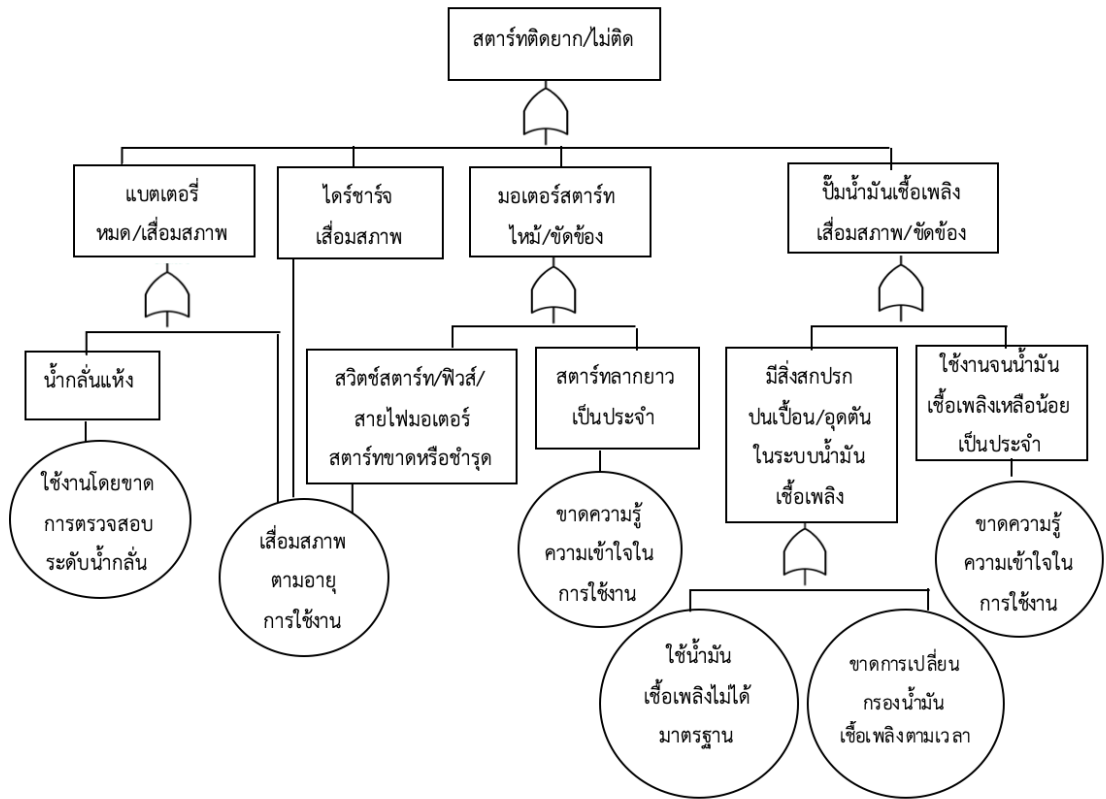 สตาร์ทติดยาก/ไม่ติด
แบตเตอรี่
หมด/เสื่อมสภาพ
ไดร์ชาร์จ
เสื่อมสภาพ
มอเตอร์สตาร์ท
ไหม้/ขัดข้อง
ปั๊มน้ำมันเชื้อเพลิง
เสื่อมสภาพ/ขัดข้อง
น้ำกลั่นแห้ง
สวิตช์สตาร์ท/ฟิวส์/
สายไฟมอเตอร์
สตาร์ทขาดหรือชำรุด
สตาร์ทลากยาว
เป็นประจำ
มีสิ่งสกปรก
ปนเปื้อน/อุดตัน
ในระบบน้ำมัน
เชื้อเพลิง
ใช้งานจนน้ำมัน
เชื้อเพลิงเหลือน้อย
เป็นประจำ
ใช้งานโดยขาด
การตรวจสอบ
ระดับน้ำกลั่น
เสื่อมสภาพ
ตามอายุ
การใช้งาน
ขาดความรู้
ความเข้าใจใน
การใช้งาน
ขาดความรู้
ความเข้าใจใน
การใช้งาน
ใช้น้ำมัน
เชื้อเพลิงไม่ได้
มาตรฐาน
ขาดการเปลี่ยน
กรองน้ำมัน
เชื้อเพลิงตามเวลา